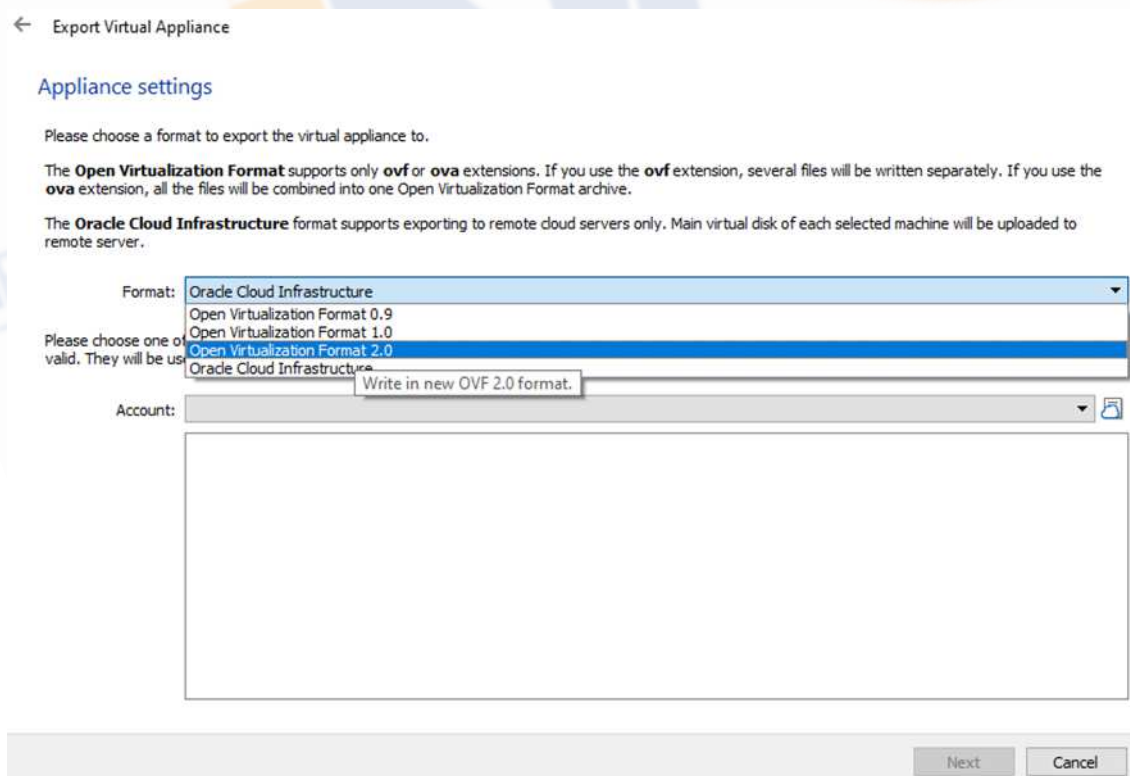 Export Virtual Appliance
Appliance settings
Please choose a format to export the virtual appliance to.
The Open Virtualization Format supports only ovf or ova extensions. If you use the ovf extension, several files will be written separately. If you use the
ova extension, all the files will be combined into one Open Virtualization Format archive.
The Oracle Cloud Infrastructure format supports exporting to remote cloud servers only. Main virtual disk of each selected machine will be uploaded to
remote server.
Format: Oracle Cloud Infrastructure
Open Virtualization Format 0.9
Open Virtualization Format 1.0
Please choose one of
Open Virtualization Format 2.0
valid. They will be
Oracle Cloud Infrastructure
Write in new OVF 2.0 format.
Account:
Next
Cancel